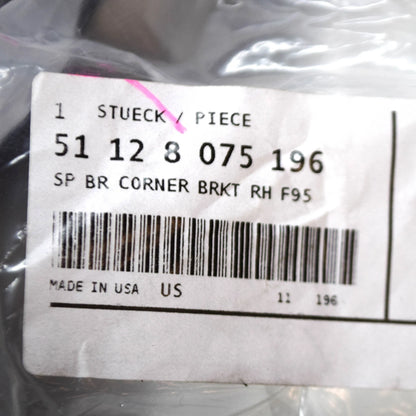 1 STUECK / PIECE
51 12 8 075 196
SP BR CORNER BRKT RH F95
MADE IN USA US 11 196